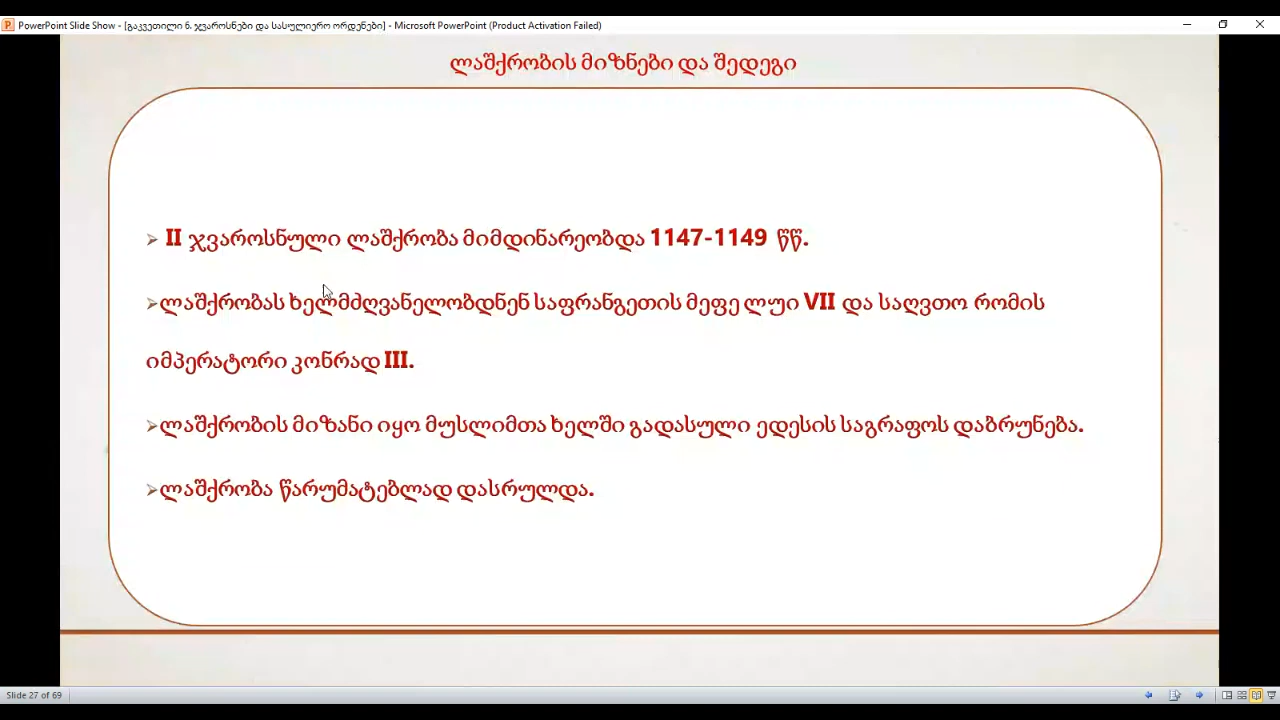 PowerPoint Slide Show - [გაკვეთილი 6. ჯვაროსნები და სასულიერო ორდენები] - Microsoft PowerPoint (Product Activation Failed)
ლაშქრობის მიზნები და შედეგი
➢ II ჯვაროსნული ლაშქრობა მიმდინარეობდა 1147-1149 წწ.
➢ლაშქრობას ხელმძღვანელობდნენ საფრანგეთის მეფე ლუი VII და საღვთო რომის
იმპერატორი კონრად III.
➢ლაშქრობის მიზანი იყო მუსლიმთა ხელში გადასული ედესის საგრაფოს დაბრუნება.
➢ლაშქრობა წარუმატებლად დასრულდა.
Slide 27 of 69